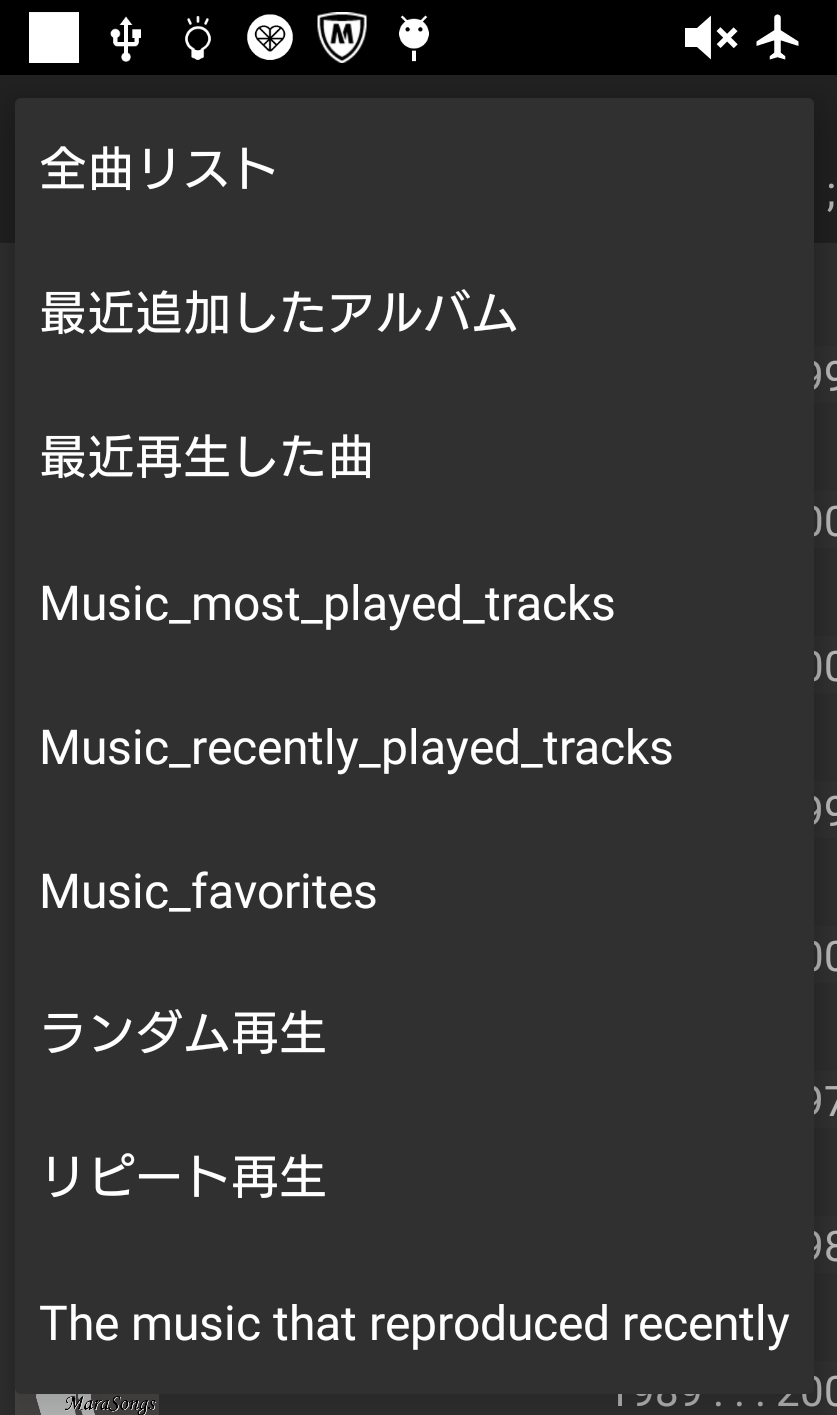 全曲リスト
最近追加したアルバム
最近再生した曲
Music_most_played_tracks
Music_recently_played_tracks
Music_favorites
ランダム再生
リピート再生
The music that reproduced recently
MaraSongs
1989...200